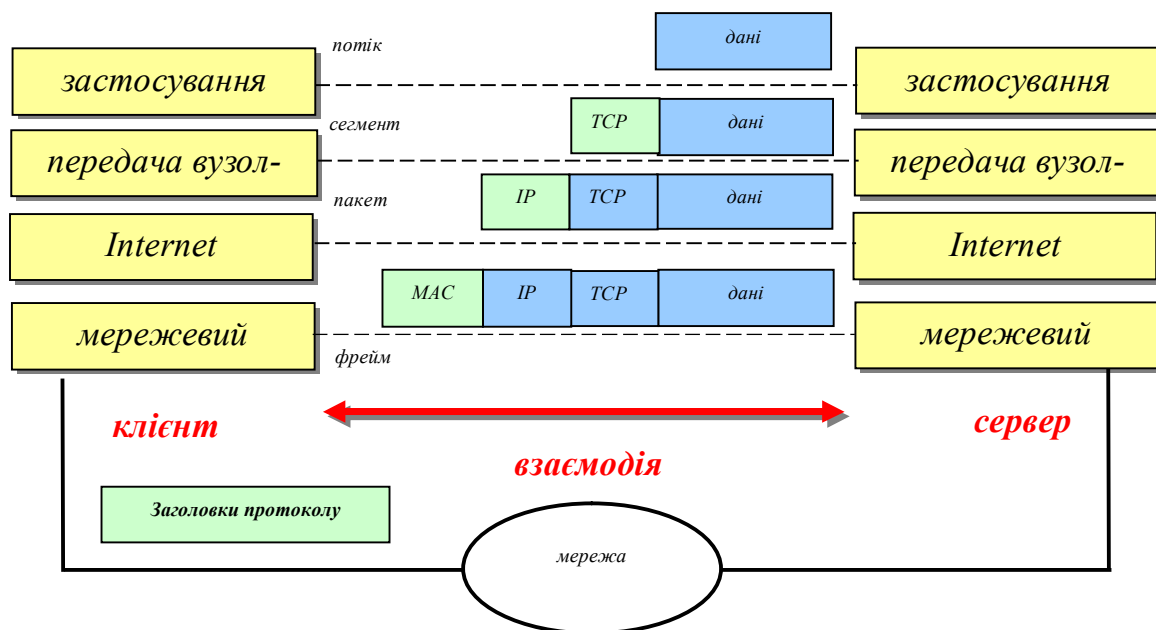 потік
дані
застосування
застосування
сегмент
TCP
дані
передача вузол-
передача вузол-
пакет
IP
TCP
дані
Internet
Internet
MAC
IP
TCP
дані
мережевий
мережевий
фрейм
клієнт
сервер
взаємодія
Заголовки протоколу
мережа